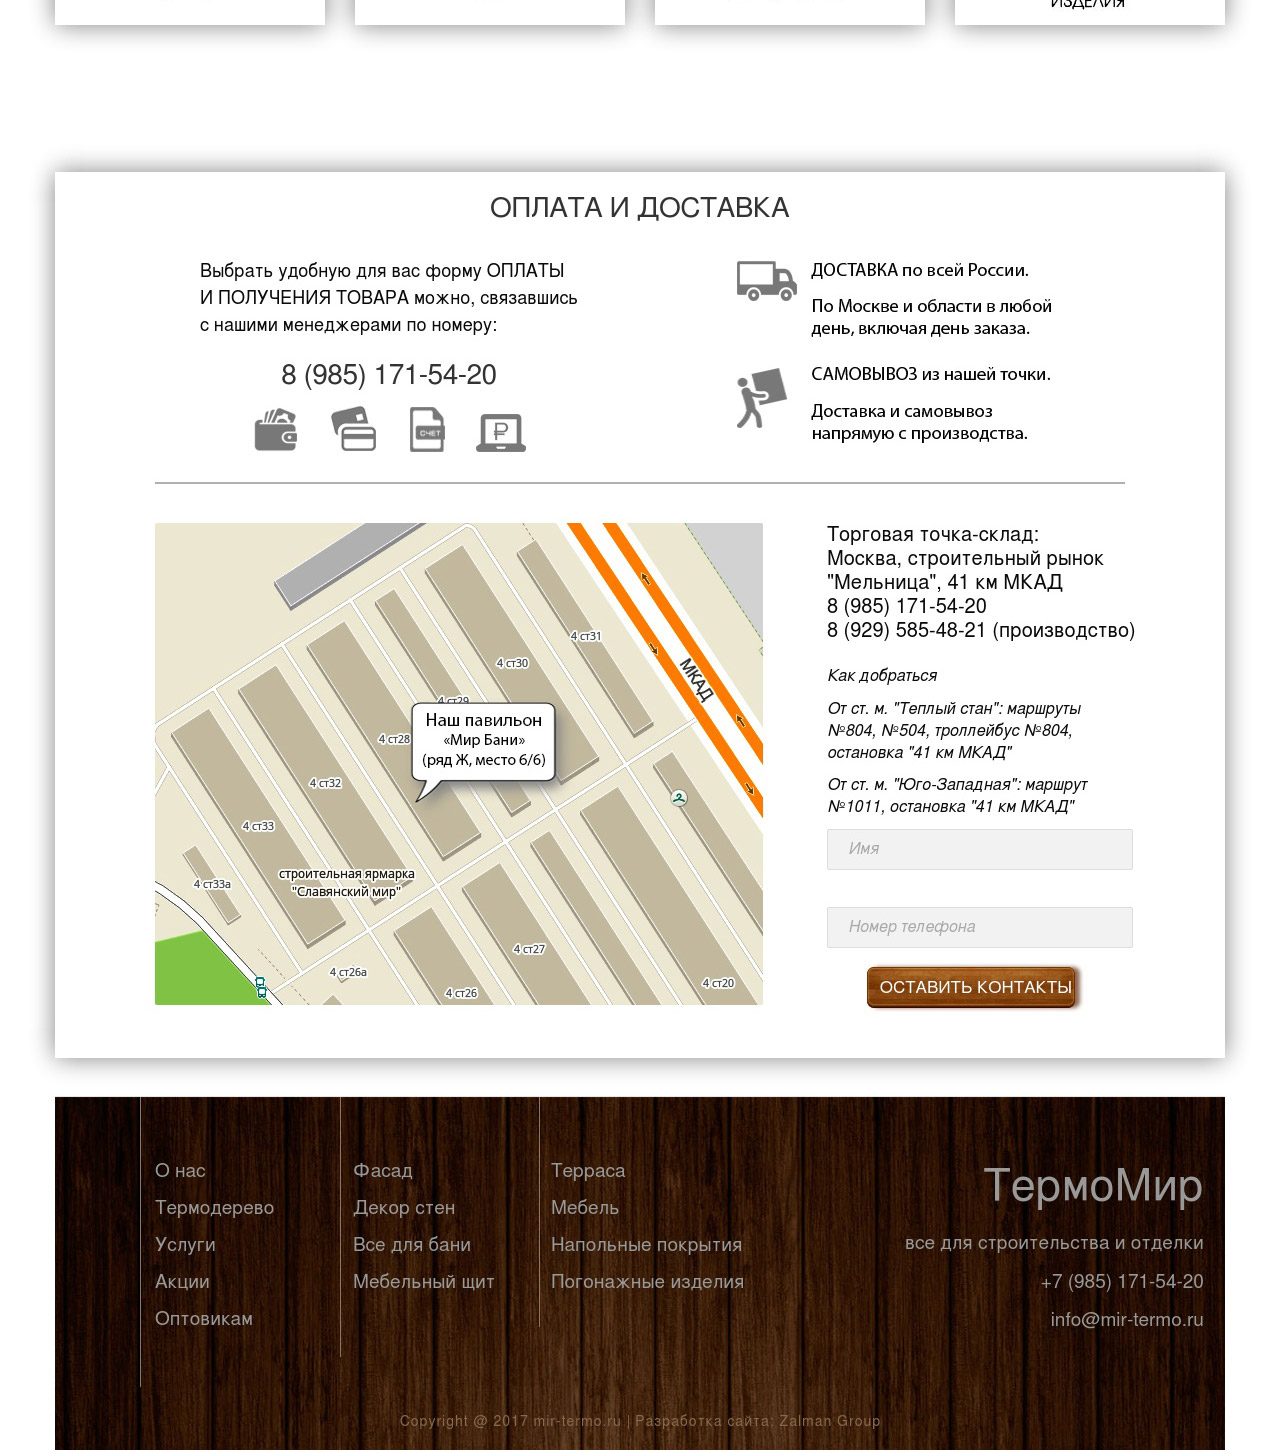 ИЗДЕЛИЯ
ОПЛАТА И ДОСТАВКА
Выбрать удобную для вас форму ОПЛАТЫ
И ПОЛУЧЕНИЯ ТОВАРА можно, связавшись
с нашими менеджерами по номеру:
8 (985) 171-54-20
СЧЕТ
ДОСТАВКА по всей России.
По Москве и области в любой
день, включая день заказа.
САМОВЫВОЗ из нашей точки.
Доставка и самовывоз
напрямую с производства.
4 ст31
4 ст30
МКАД
4 ст29
Наш павильон
«Мир Бани»
(ряд Ж, место 6/6)
4 ст28
4 ст32
4 ст33
строительная ярмарка
"Славянский мир"
4 ст33а
4 ст27
4 ст26а
4 ст26
4 ст20
Торговая точка-склад:
Москва, строительный рынок
"Мельница", 41 км МКАД
8 (985) 171-54-20
8 (929) 585-48-21 (производство)
Как добраться
От ст. м. "Теплый стан": маршруты
№804, №504, троллейбус №804,
остановка "41 км МКАД"
От ст. м. "Юго-Западная": маршрут
№1011, остановка "41 км МКАД"
Имя
Номер телефона
ОСТАВИТЬ КОНТАКТЫ
О нас
Термодерево
Услуги
Акции
Оптовикам
Фасад
Декор стен
Все для бани
Мебельный щит
Терраса
Мебель
Напольные покрытия
Погонажные изделия
ТермоМир
все для строительства и отделки
+7 (985) 171-54-20
info@mir-termo.ru
Copyright @ 2017 mir-termo.ru | Разработка сайта: Zalman Group